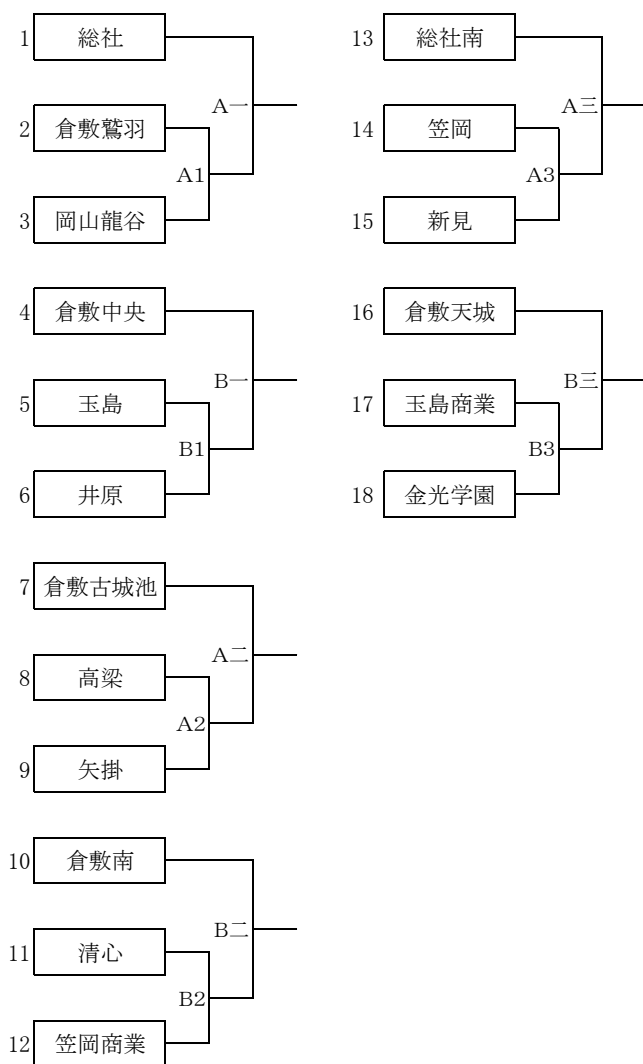 1 総社
A一
2 倉敷鷲羽
A1
3 岡山龍谷
4 倉敷中央
B一
5 玉島
B1
6 井原
7 倉敷古城池
A二
8 高梁
A2
9 矢掛
10 倉敷南
B二
11 清心
B2
12 笠岡商業
13 総社南
A三
14 笠岡
A3
15 新見
16 倉敷天城
B三
17 玉島商業
B3
18 金光学園